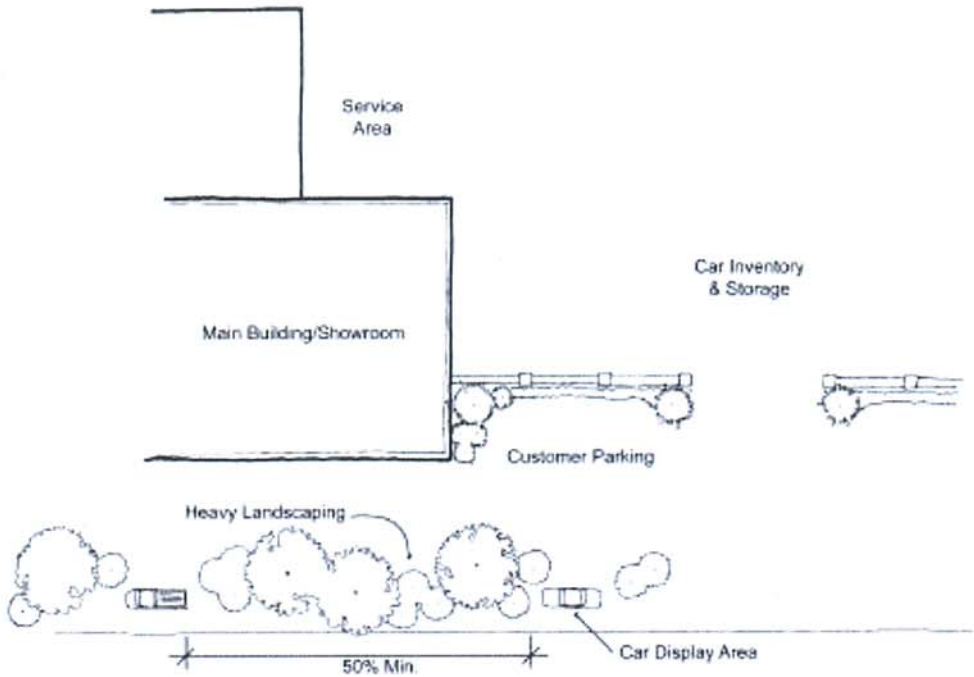 Service
Area
Car Inventory
& Storage
Main Building/Showroom
Customer Parking
Heavy Landscaping
Car Display Area
50% Min.